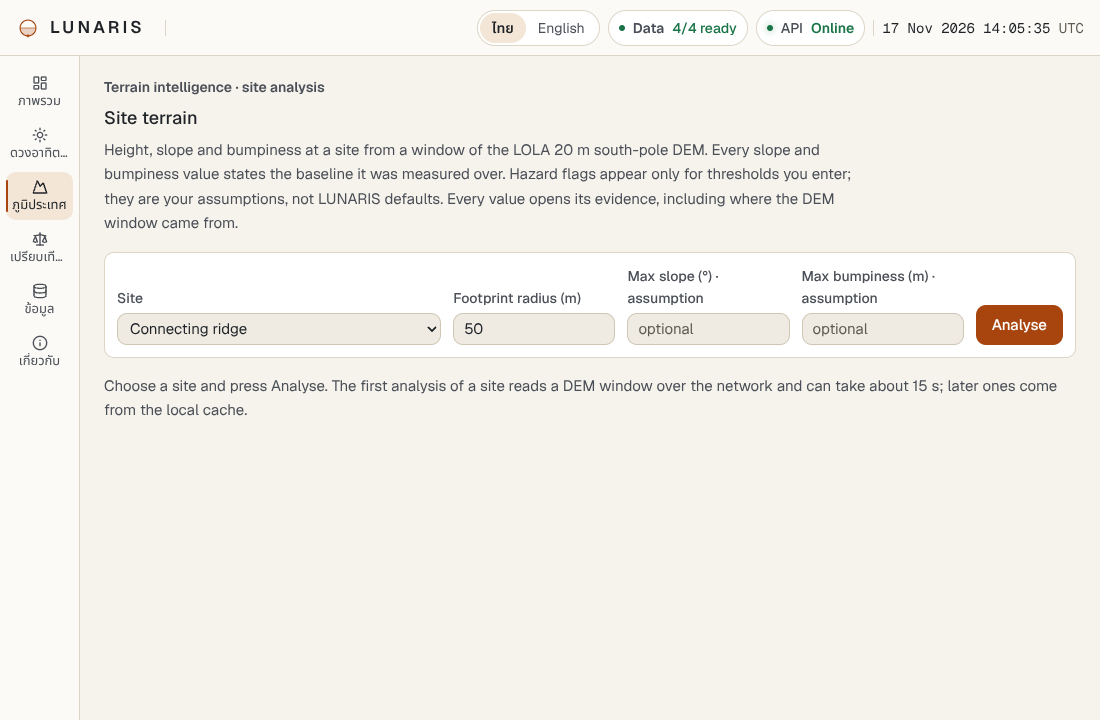 LUNARIS
ไทย English Data 4/4 ready API Online 17 Nov 2026 14:05:35 UTC
ภาพรวม
ดวงอาทิต…
ภูมิประเทศ
เปรียบเที…
ข้อมูล
เกี่ยวกับ
Terrain intelligence · site analysis
Site terrain
Height, slope and bumpiness at a site from a window of the LOLA 20 m south-pole DEM. Every slope and
bumpiness value states the baseline it was measured over. Hazard flags appear only for thresholds you enter;
they are your assumptions, not LUNARIS defaults. Every value opens its evidence, including where the DEM
window came from.
Site
Connecting ridge
Footprint radius (m)
50
Max slope (°) ·
assumption
optional
Max bumpiness (m) ·
assumption
optional
Analyse
Choose a site and press Analyse. The first analysis of a site reads a DEM window over the network and can take about 15 s; later ones come
from the local cache.